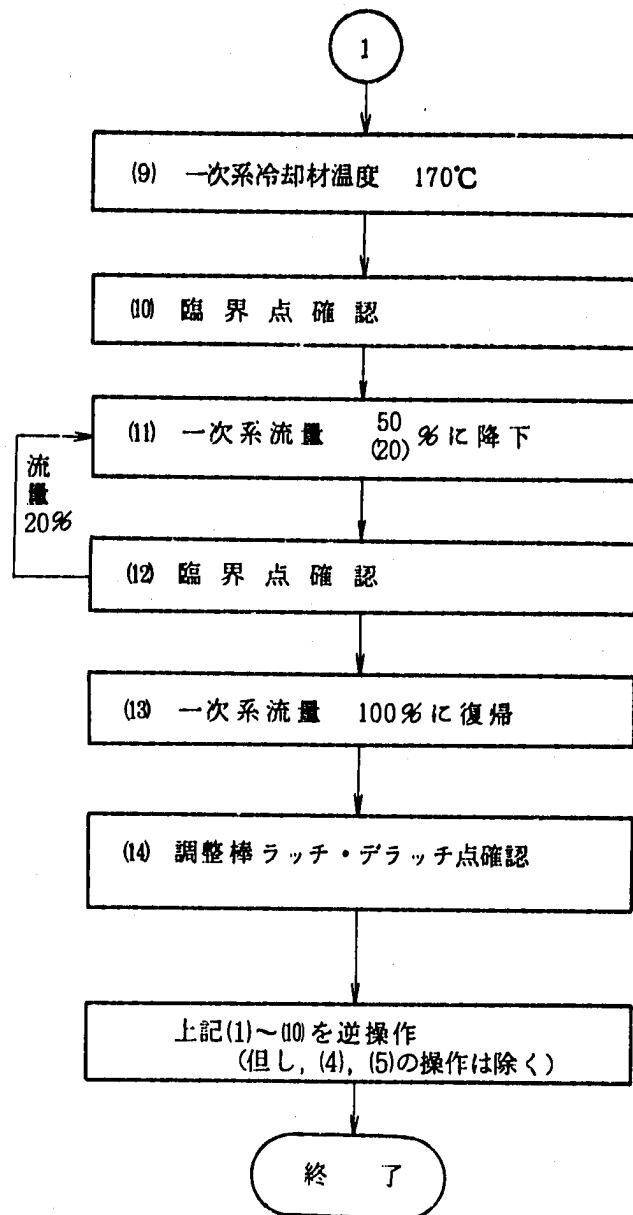 1
(9) 一次系冷却材温度 170℃
(10) 臨界点確認
(11) 一次系流量 50 (20) %に降下
流量20%
(12) 臨界点確認
(13) 一次系流量 100%に復帰
(14) 調整棒ラッチ・デラッチ点確認
上記(1)~(10)を逆操作
(但し, (4), (5)の操作は除く)
終了